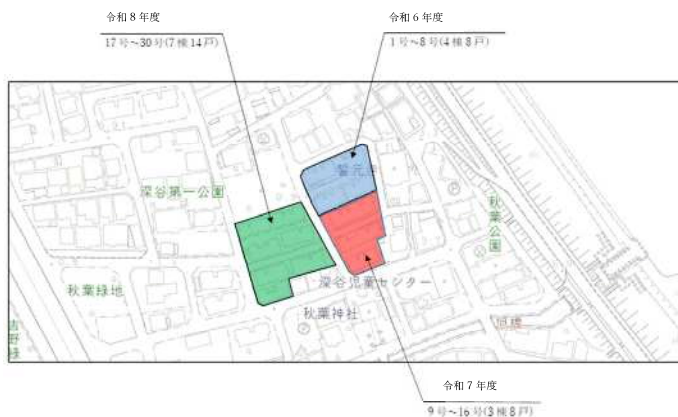 令和8年度
17号～30号(7棟14戸)
令和6年度
1号～8号(4棟8戸)
深谷第一公園
秋葉公園
秋葉緑地
深谷児童センター
秋葉神社
吉野緑
令和7年度
9号～16号(3棟8戸)